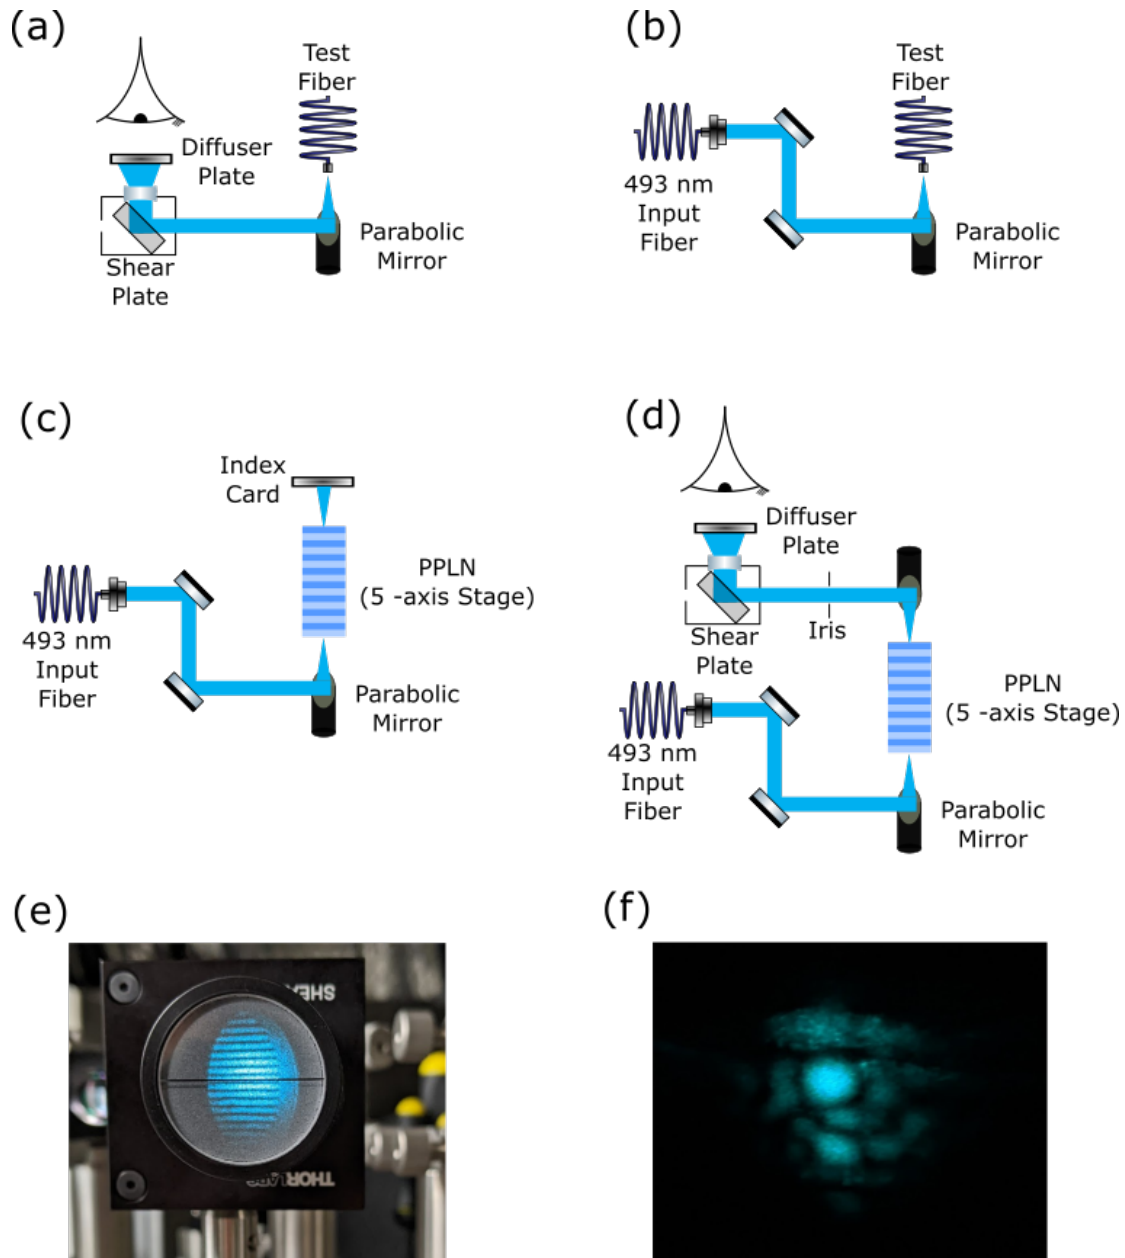 (a)
Test
Fiber
Diffuser
Plate
Parabolic
Mirror
Shear
Plate
(b)
Test
Fiber
493 nm
Input
Fiber
Parabolic
Mirror
(c)
Index
Card
PPLN
(5 -axis Stage)
493 nm
Input
Fiber
Parabolic
Mirror
(d)
Diffuser
Plate
Iris
Shear
Plate
PPLN
(5 -axis Stage)
493 nm
Input
Fiber
Parabolic
Mirror
(e)
SHEA
THORLABS
(f)